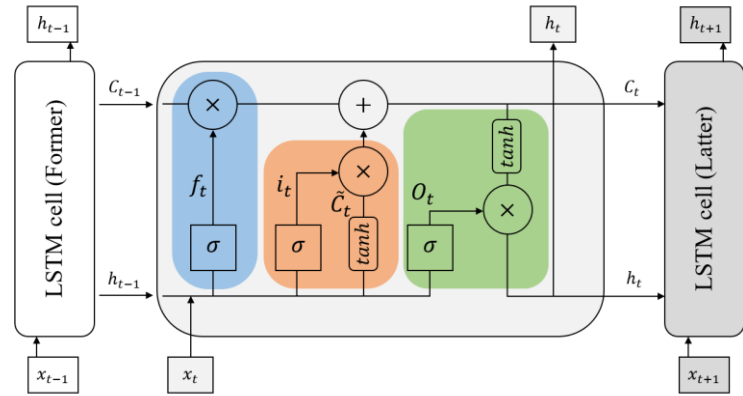 h_{t-1}
h_t
h_{t+1}
LSTM cell (Former)
C_{t-1}
×
+
C_t
tanh
f_t
i_t
×
C̃_t
O_t
×
σ
σ
tanh
σ
h_{t-1}
h_t
LSTM cell (Latter)
x_{t-1}
x_t
x_{t+1}